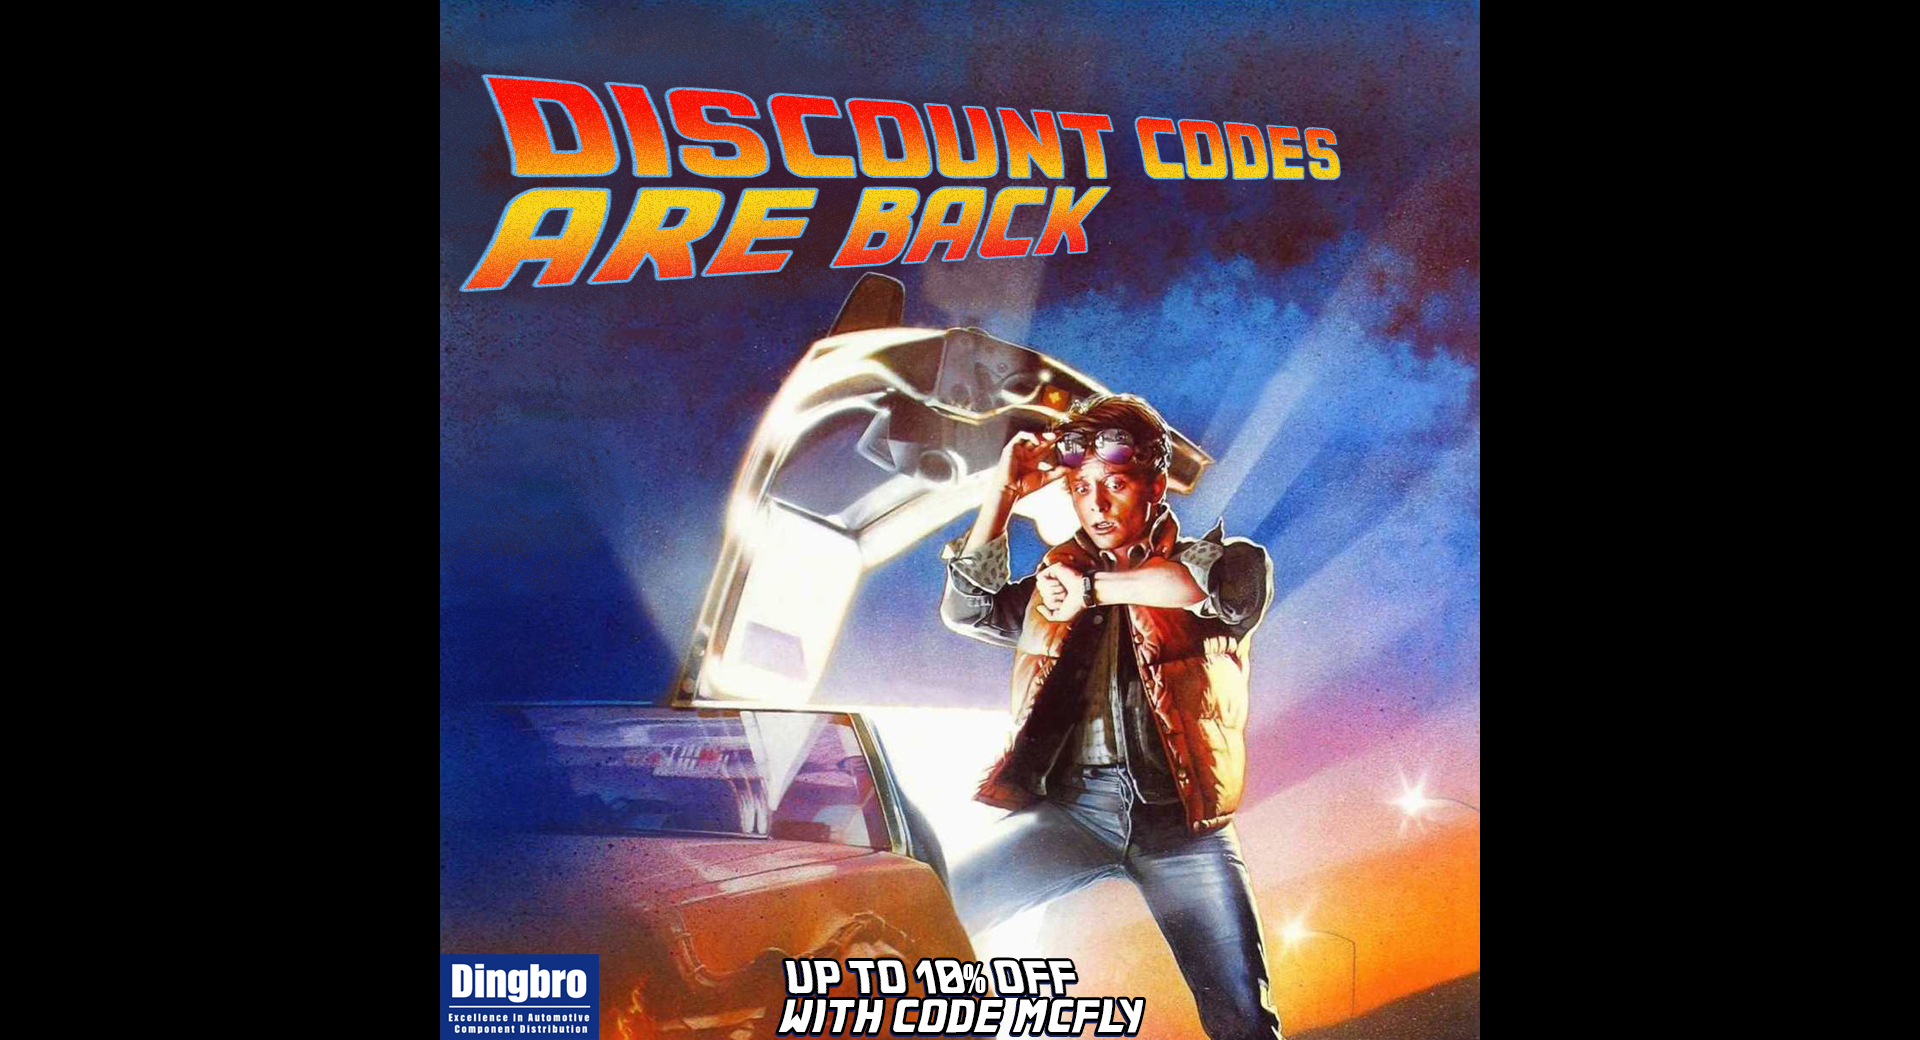 DISCOUNT CODES
ARE BACK
Dingbro
Excellence in Automotive
Component Distribution
UP TO 10% OFF
WITH CODE MCFLY